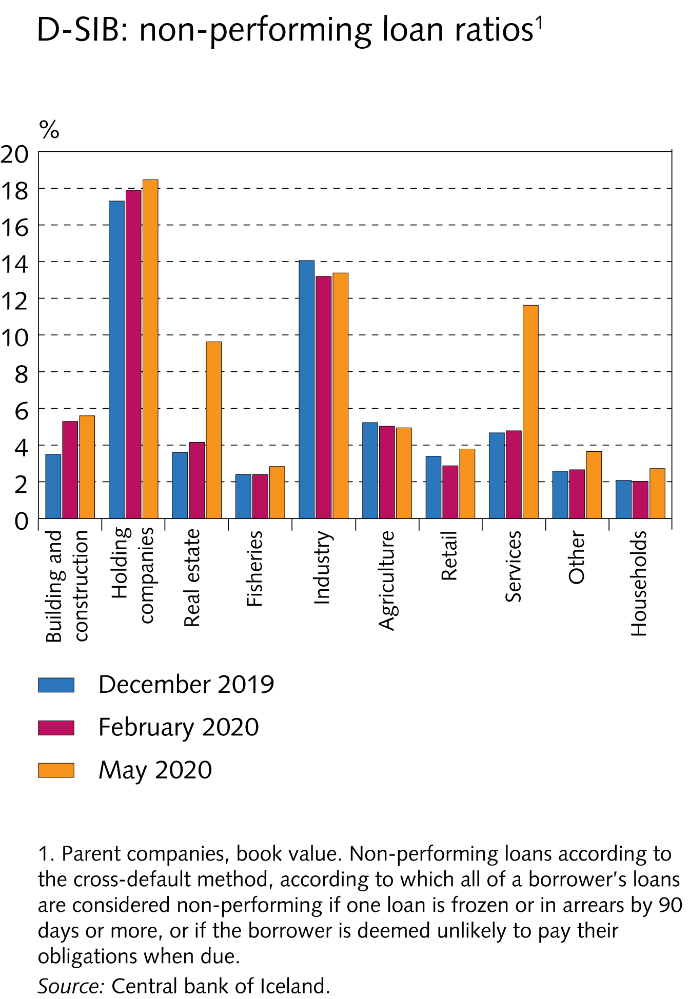 D-SIB: non-performing loan ratios¹
%
20
18
16
14
12
10
8
6
4
2
0
Building and
construction
Holding
companies
Real estate
Fisheries
Industry
Agriculture
Retail
Services
Other
Households
December 2019
February 2020
May 2020
1. Parent companies, book value. Non-performing loans according to
the cross-default method, according to which all of a borrower's loans
are considered non-performing if one loan is frozen or in arrears by 90
days or more, or if the borrower is deemed unlikely to pay their
obligations when due.
Source: Central bank of Iceland.